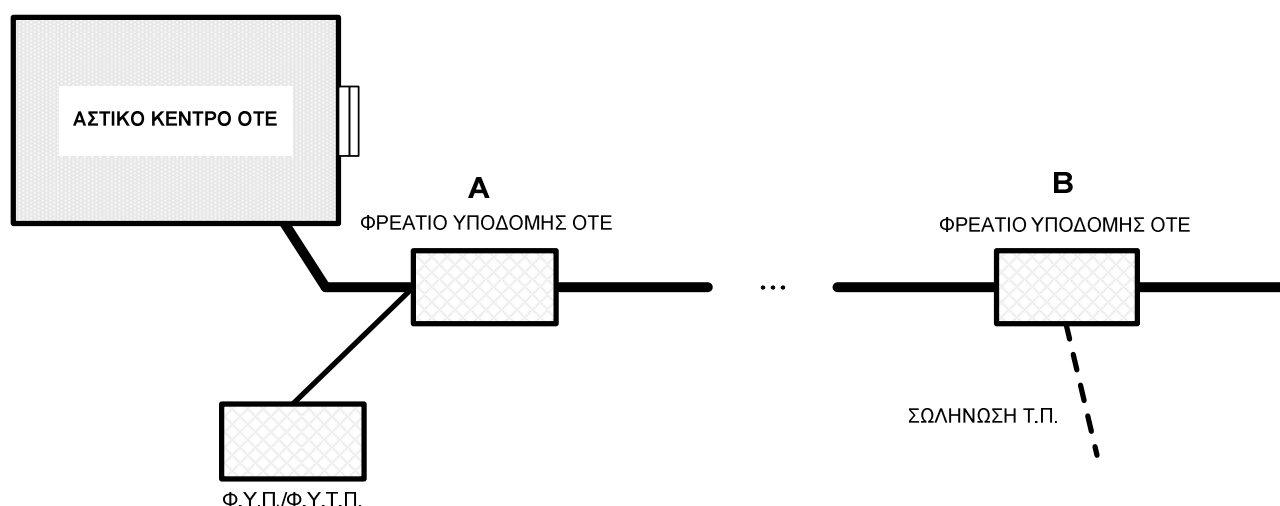 ΑΣΤΙΚΟ ΚΕΝΤΡΟ ΟΤΕ
Α
ΦΡΕΑΤΙΟ ΥΠΟΔΟΜΗΣ ΟΤΕ
Β
ΦΡΕΑΤΙΟ ΥΠΟΔΟΜΗΣ ΟΤΕ
...
ΣΩΛΗΝΩΣΗ Τ.Π.
Φ.Υ.Π./Φ.Υ.Τ.Π.